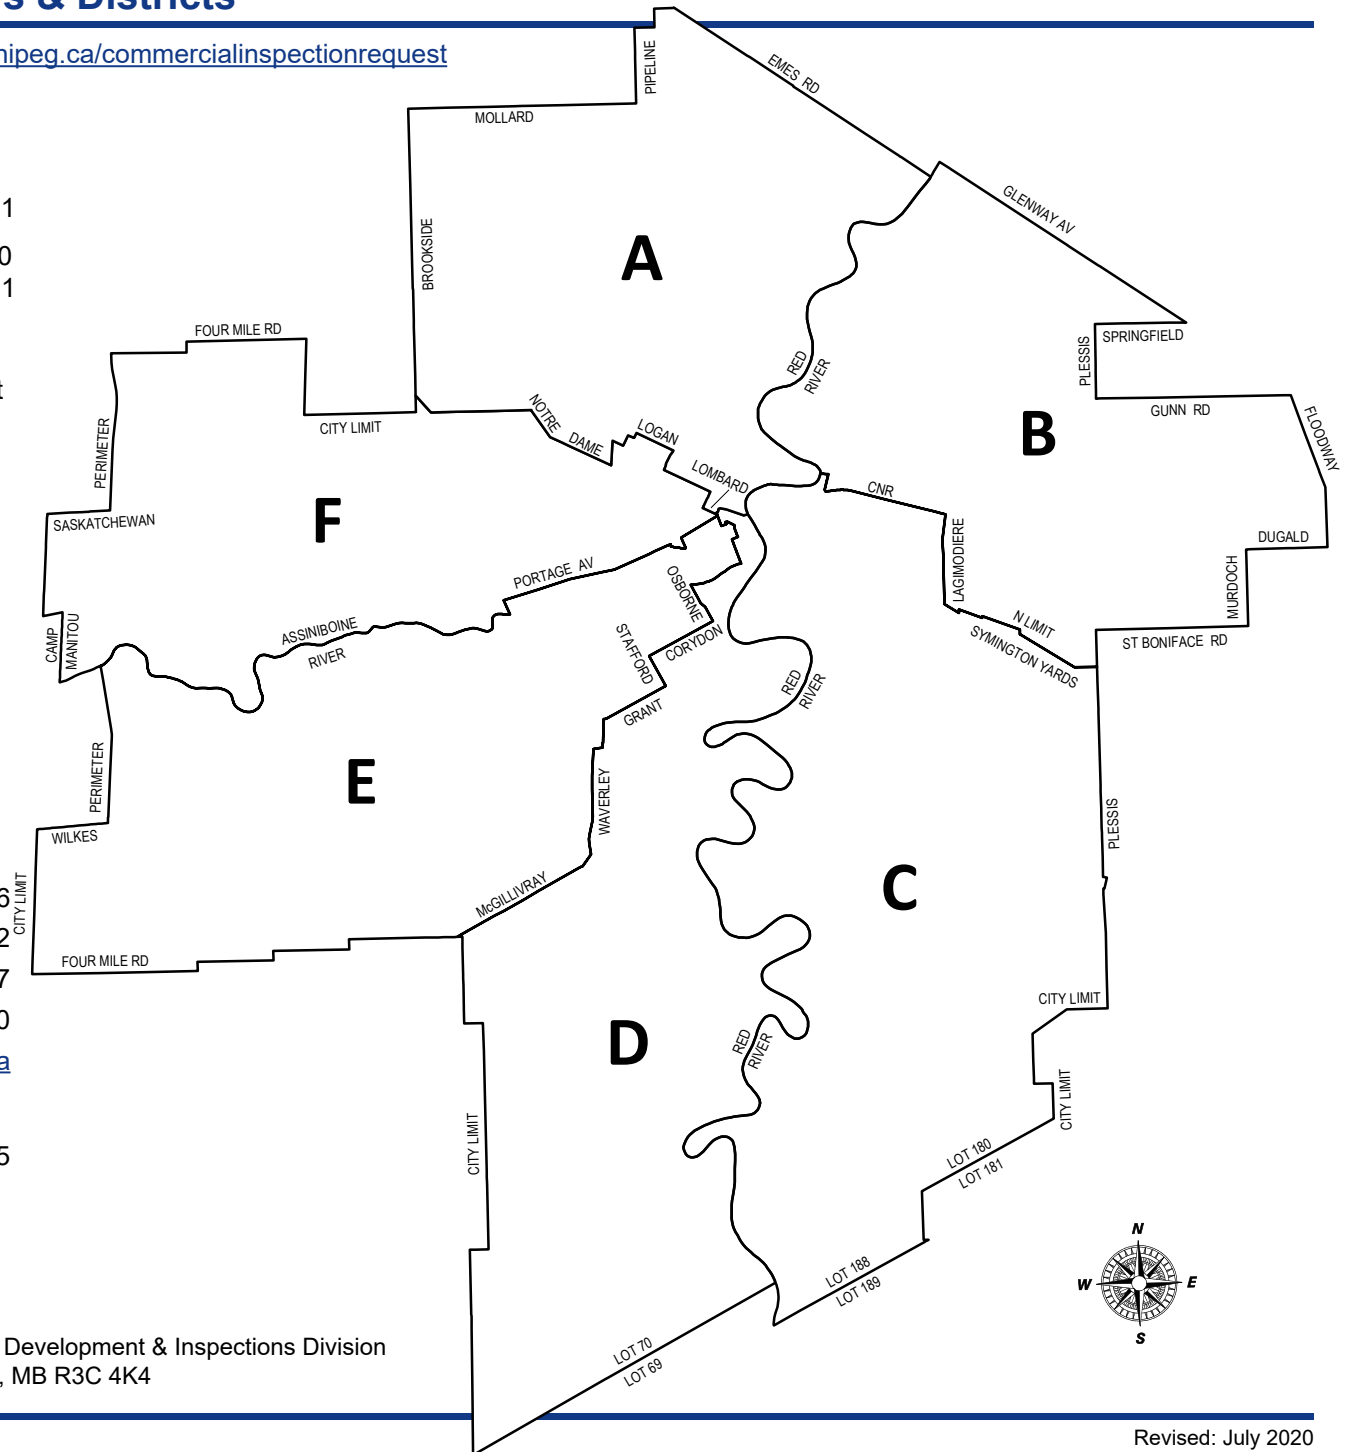 s & Districts
nipeg.ca/commercialinspectionrequest
PIPELINE
EMES RD
MOLLARD
GLENWAY AV
1
BROOKSIDE
A
0
1
FOUR MILE RD
SPRINGFIELD
PLESSIS
RED
RIVER
t
GUNN RD
NOTRE
DAME
LOGAN
CITY LIMIT
B
FLOODWAY
PERIMETER
LOMBARD
CNR
F
SASKATCHEWAN
DUGALD
LAGIMODIERE
PORTAGE AV
OSBORNE
MURDOCH
ASSINIBOINE
RIVER
CAMP
MANITOU
STAFFORD
CORYDON
N LIMIT
SYMINGTON YARDS
ST BONIFACE RD
RED
RIVER
GRANT
PERIMETER
E
WAVERLEY
WILKES
PLESSIS
CITY LIMIT
McGILLIVRAY
C
6
2
FOUR MILE RD
7
CITY LIMIT
0
D
RED
RIVER
a
CITY LIMIT
CITY LIMIT
5
LOT 180
LOT 181
N
W
E
S
LOT 188
LOT 189
LOT 70
LOT 69
Development & Inspections Division
, MB R3C 4K4
Revised: July 2020